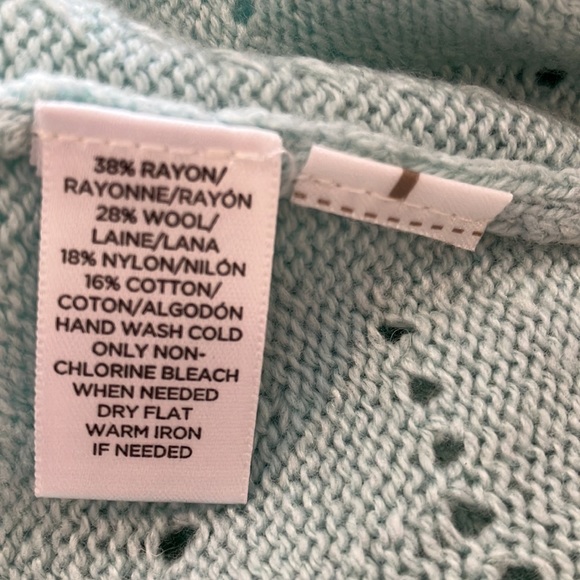 38% RAYON/
RAYONNE/RAYÓN
28% WOOL/
LAINE/LANA
18% NYLON/NILÓN
16% COTTON/
COTON/ALGODÓN
HAND WASH COLD
ONLY NON-
CHLORINE BLEACH
WHEN NEEDED
DRY FLAT
WARM IRON
IF NEEDED